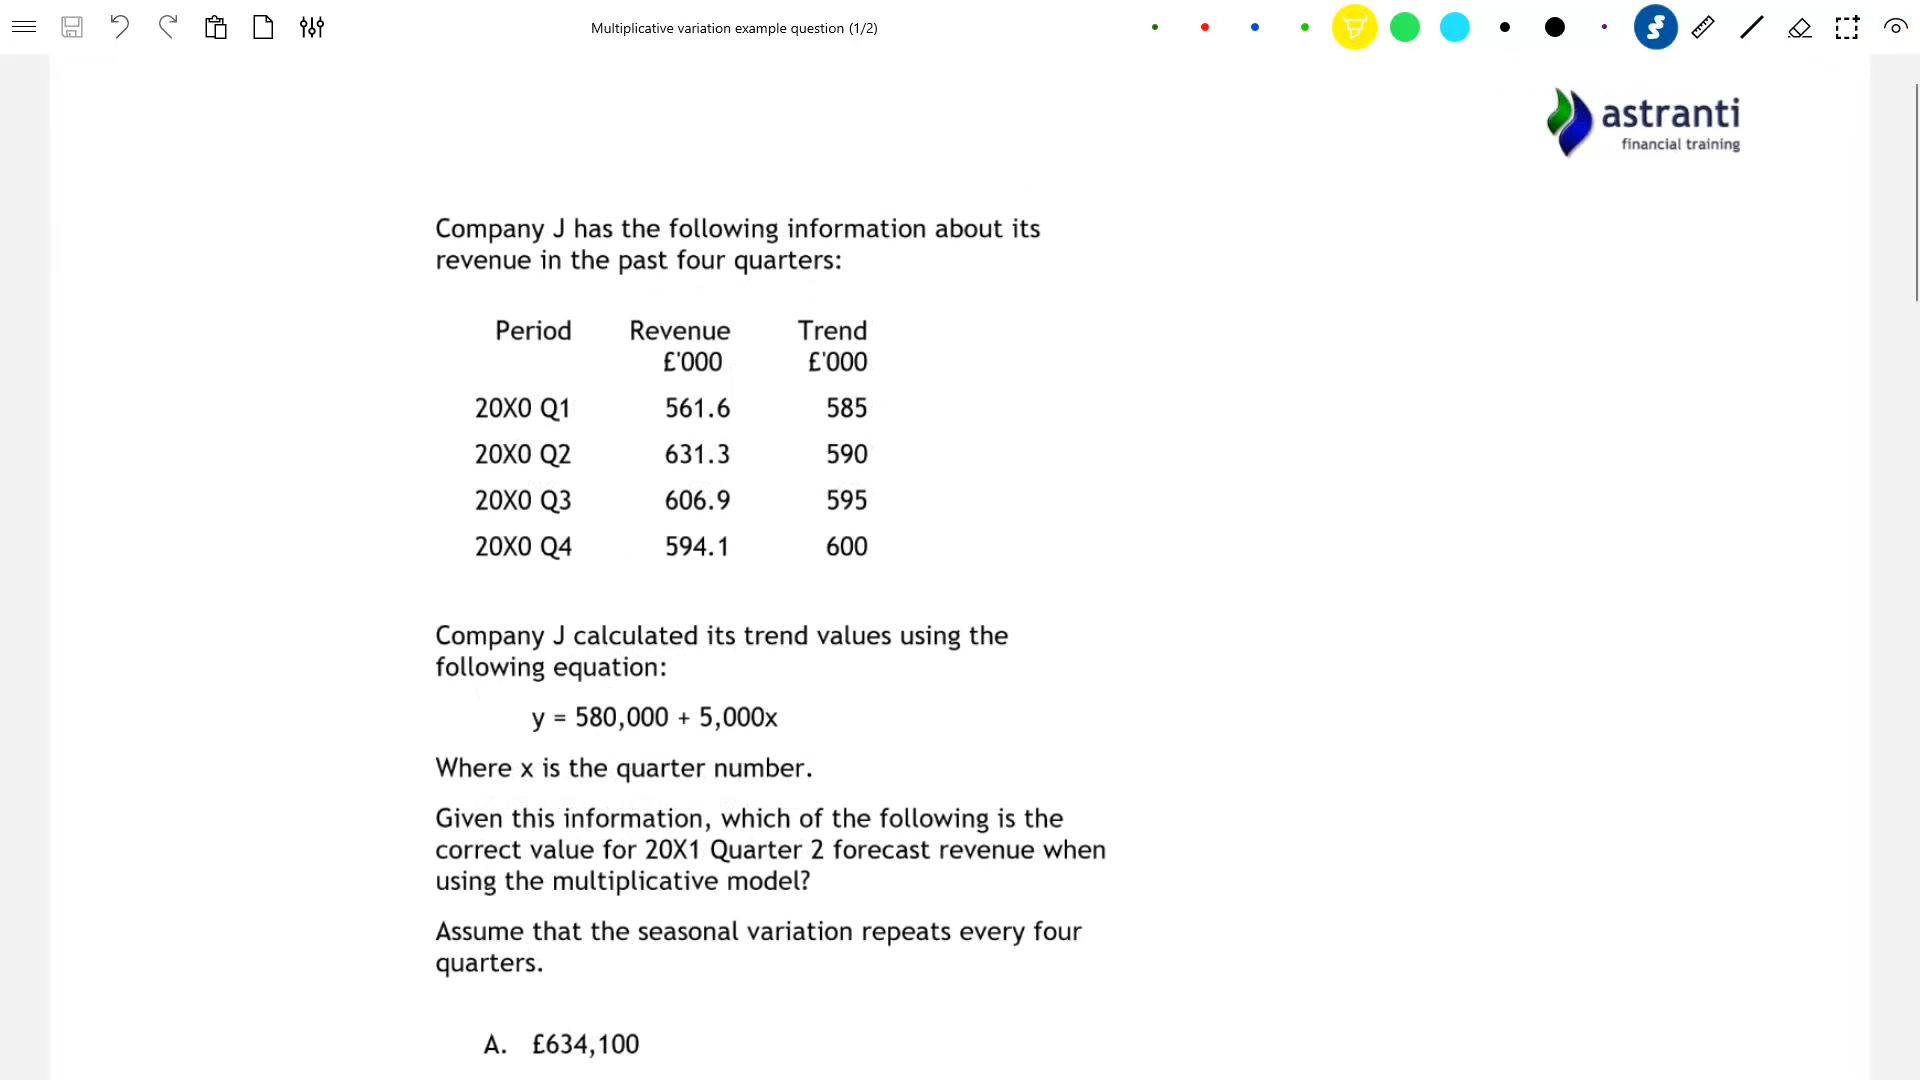 Multiplicative variation example question (1/2)
astranti
financial training
Company J has the following information about its
revenue in the past four quarters:
Period Revenue Trend
£'000 £'000
20X0 Q1 561.6 585
20X0 Q2 631.3 590
20X0 Q3 606.9 595
20X0 Q4 594.1 600
Company J calculated its trend values using the
following equation:
y = 580,000 + 5,000x
Where x is the quarter number.
Given this information, which of the following is the
correct value for 20X1 Quarter 2 forecast revenue when
using the multiplicative model?
Assume that the seasonal variation repeats every four
quarters.
A. £634,100